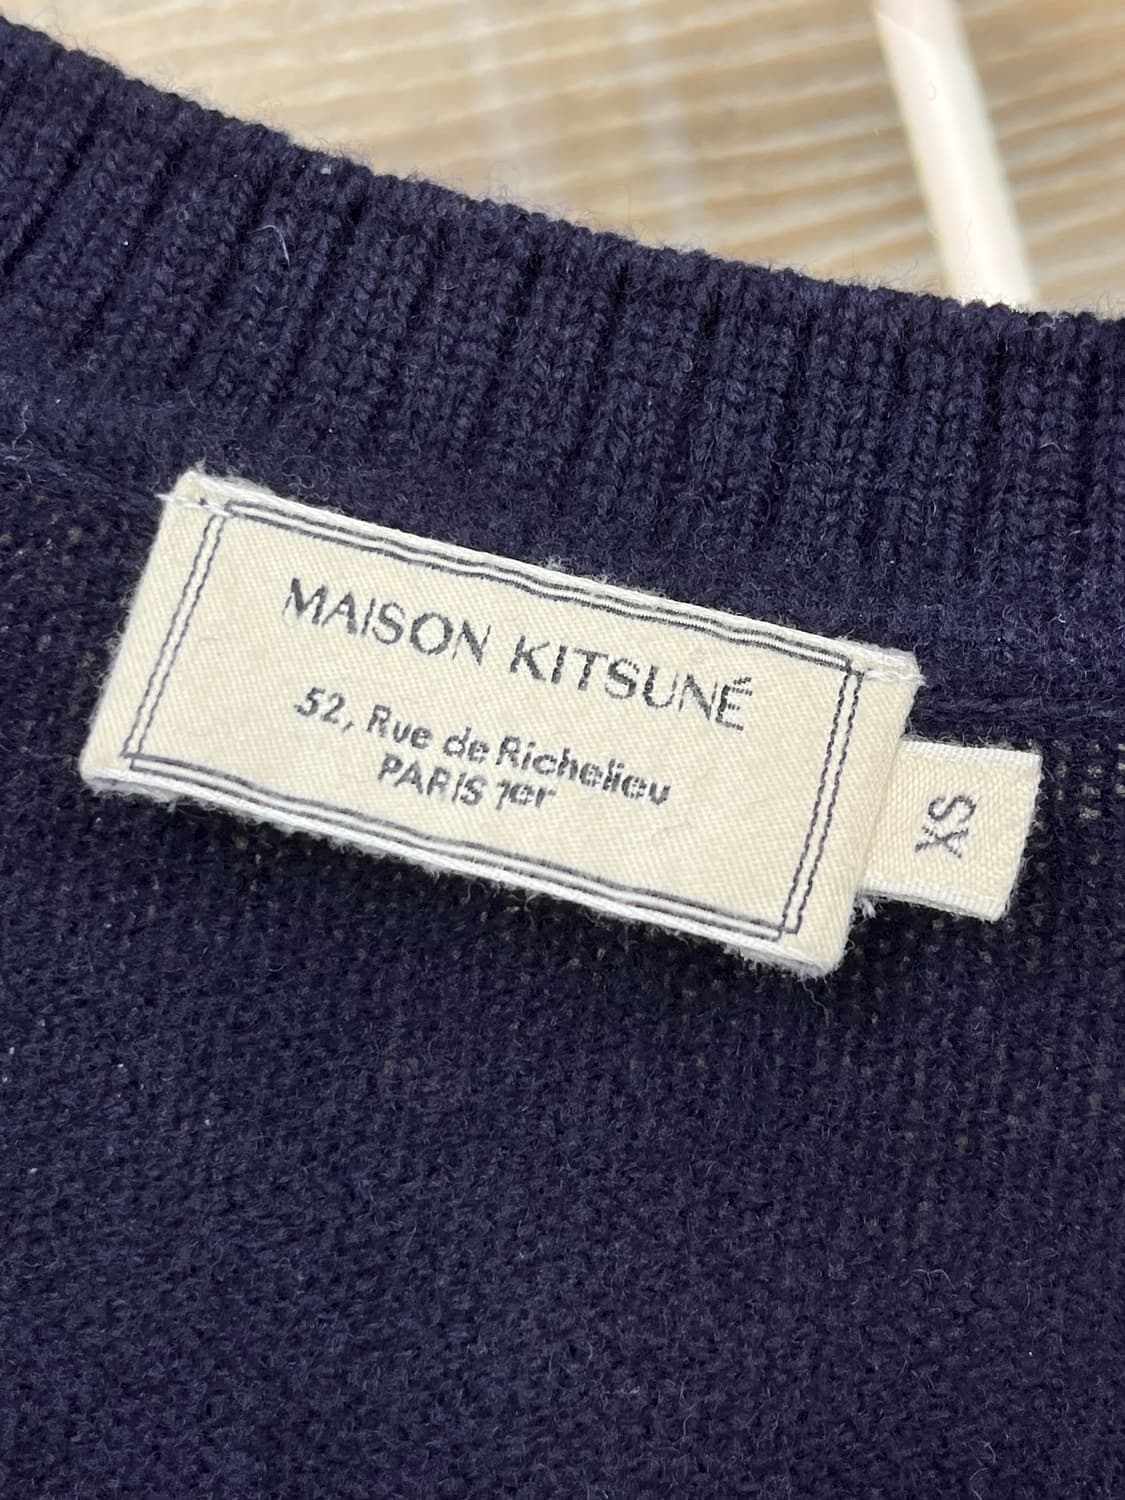 MAISON KITSUNÉ
52, Rue de Richelieu
PARIS 1er
XS